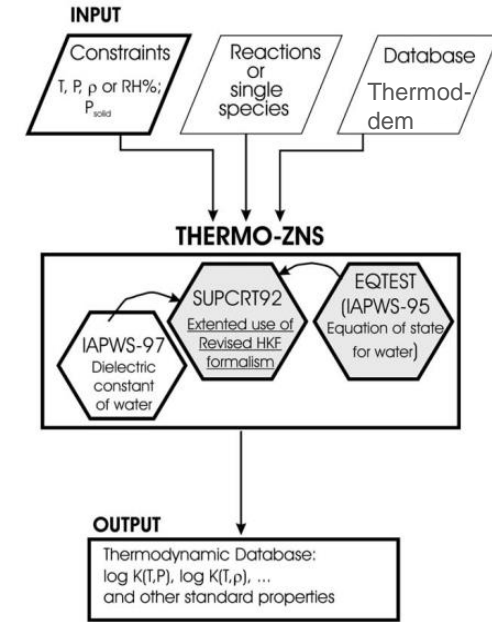 INPUT
Constraints
T, P, ρ or RH%;
P solid
Reactions
or
single
species
Database
Thermod-
dem
THERMO-ZNS
IAPWS-97
Dielectric
constant
of water
SUPCRT92
Extented use of
Revised HKF
formalism
EQTEST
(IAPWS-95
Equation of state
for water)
OUTPUT
Thermodynamic Database:
log K(T,P), log K(T,ρ), ...
and other standard properties